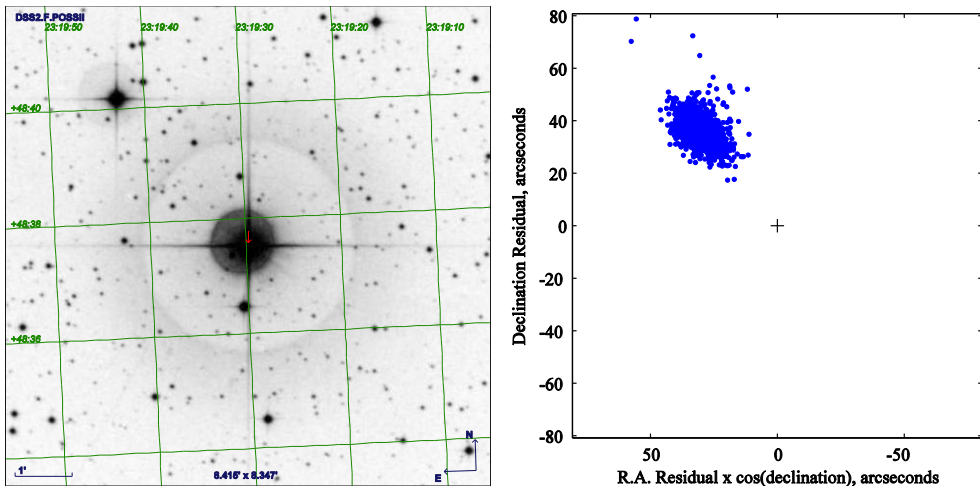 DSS2.F.POSSII
23:19:50 23:19:40 23:19:30 23:19:20 23:19:10
+48:40
+48:38
+48:36
1'
8.415' x 8.347'
N
E
80
60
40
20
0
-20
-40
-60
-80
Declination Residual, arcseconds
50 0 -50
R.A. Residual x cos(declination), arcseconds